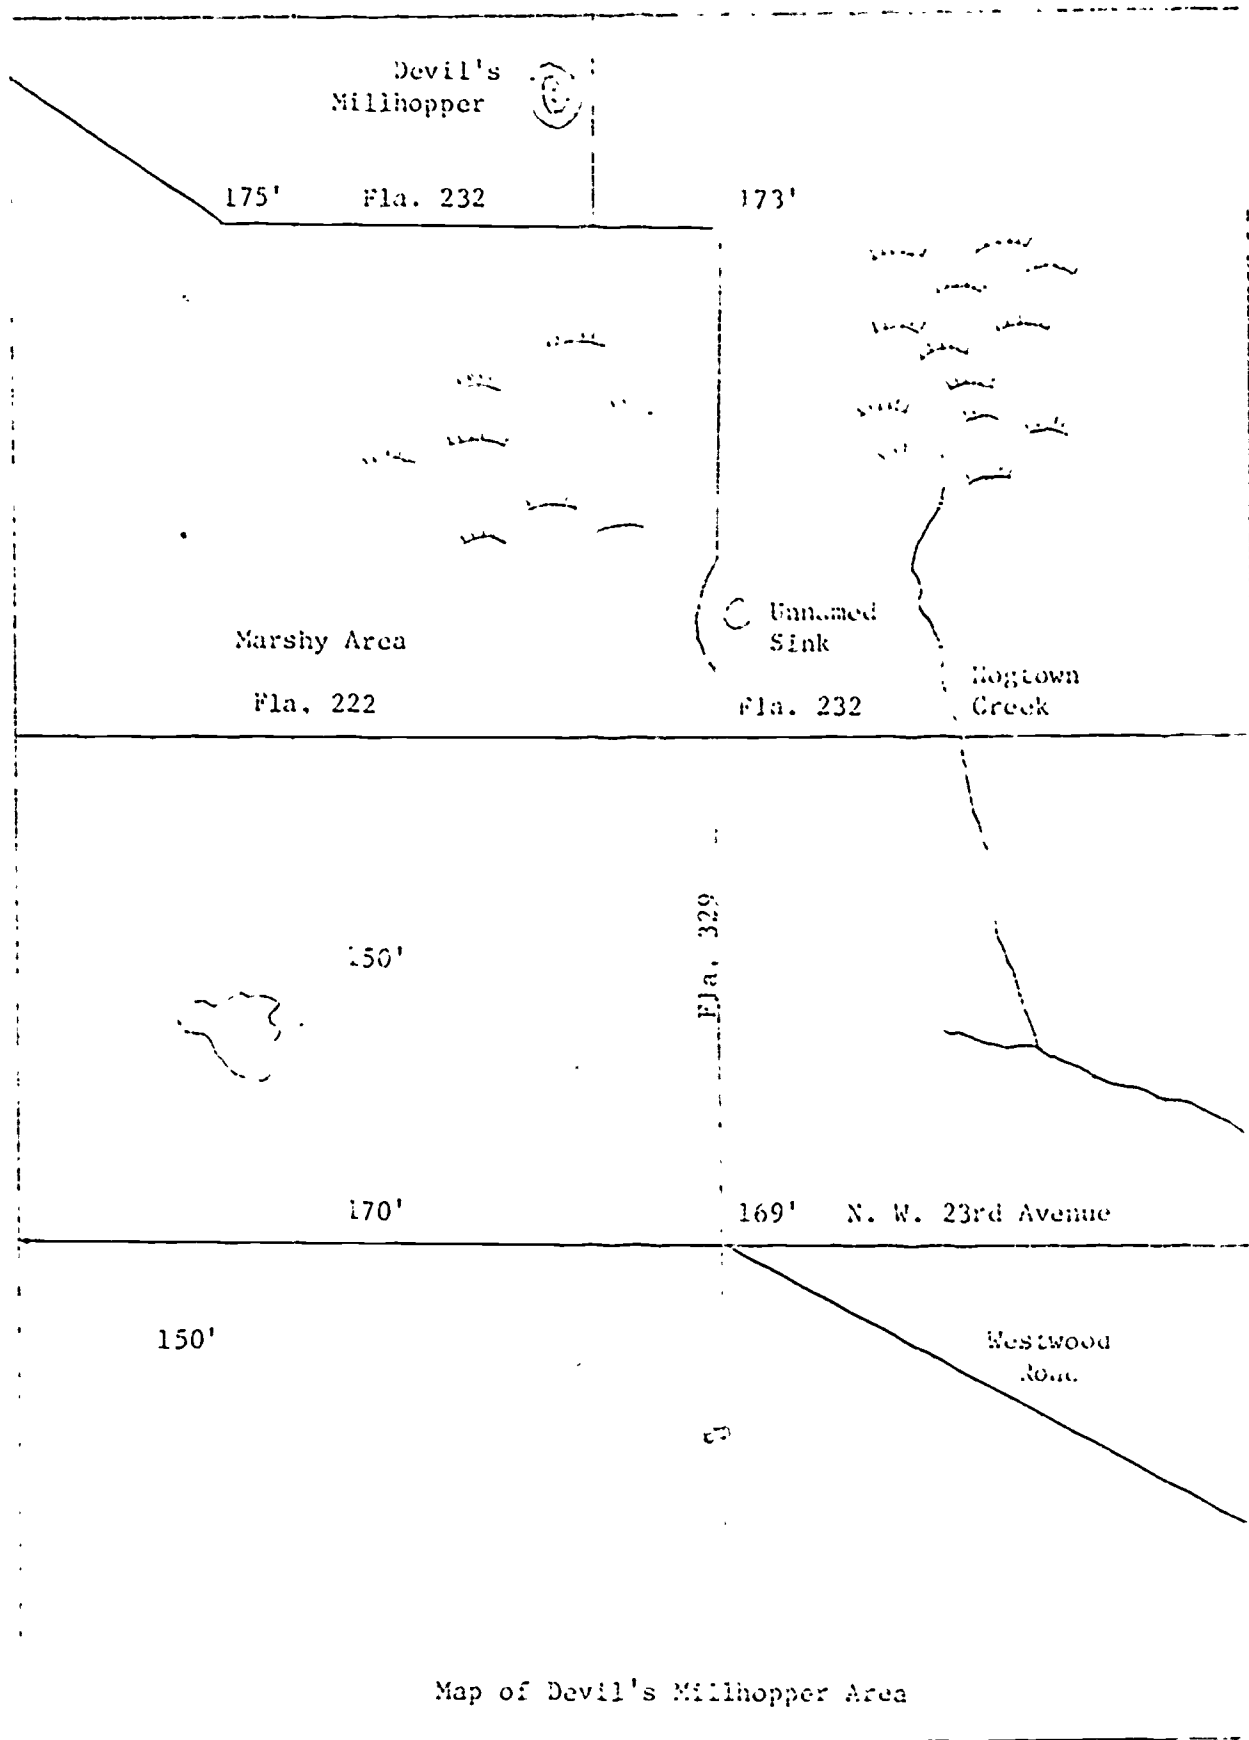 Devil's
Millhopper
175' Fla. 232 173'
Unnamed
Sink
Marshy Area
Hogtown
Creek
Fla. 222 Fla. 232
Fla. 329
150'
170' 169' N. W. 23rd Avenue
150'
Westwood
Road
Map of Devil's Millhopper Area